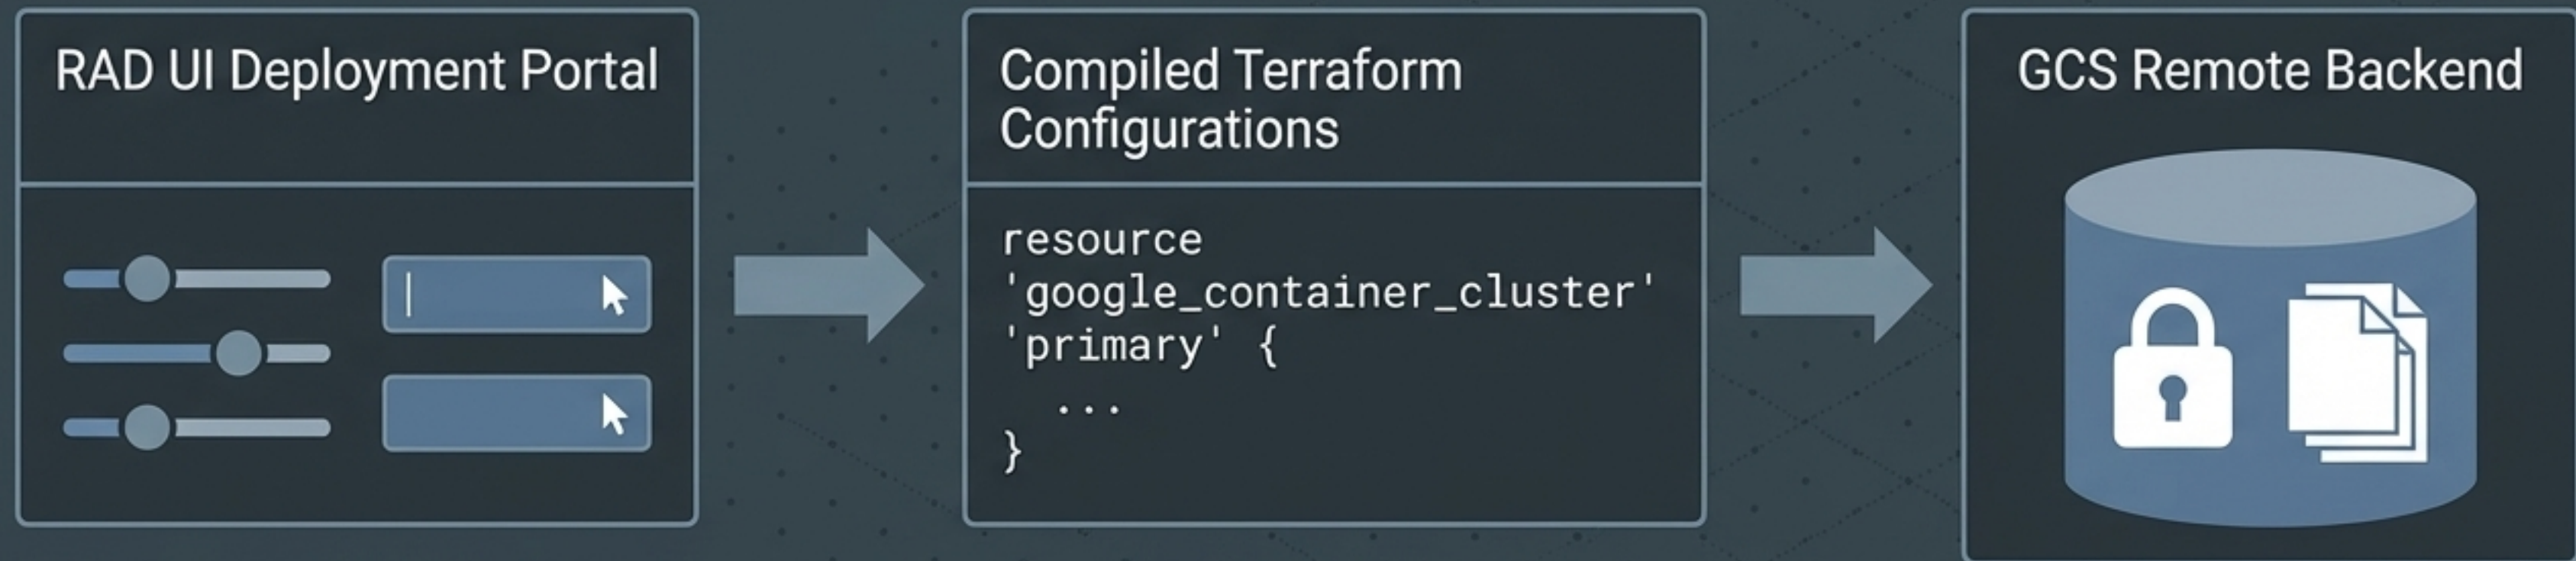 RAD UI Deployment Portal
Compiled Terraform
Configurations
resource
'google_container_cluster'
'primary' {
...
}
GCS Remote Backend